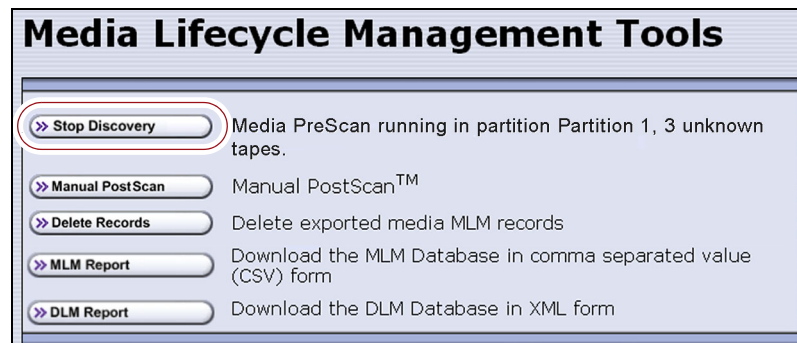 Media Lifecycle Management Tools
>> Stop Discovery Media PreScan running in partition Partition 1, 3 unknown
tapes.
>> Manual PostScan Manual PostScan™
>> Delete Records Delete exported media MLM records
>> MLM Report Download the MLM Database in comma separated value
(CSV) form
>> DLM Report Download the DLM Database in XML form